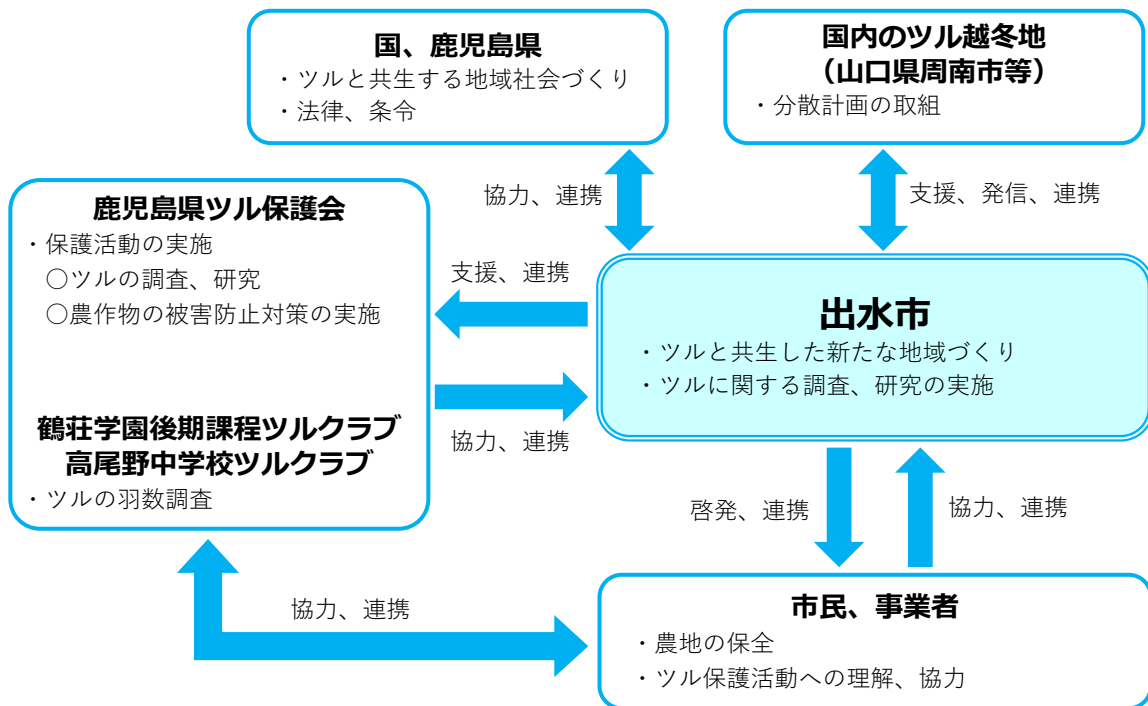 国、鹿児島県
・ツルと共生する地域社会づくり
・法律、条令
国内のツル越冬地
（山口県周南市等）
・分散計画の取組
協力、連携
支援、発信、連携
鹿児島県ツル保護会
・保護活動の実施
○ツルの調査、研究
○農作物の被害防止対策の実施
鶴荘学園後期課程ツルクラブ
高尾野中学校ツルクラブ
・ツルの羽数調査
支援、連携
協力、連携
出水市
・ツルと共生した新たな地域づくり
・ツルに関する調査、研究の実施
啓発、連携
協力、連携
協力、連携
市民、事業者
・農地の保全
・ツル保護活動への理解、協力